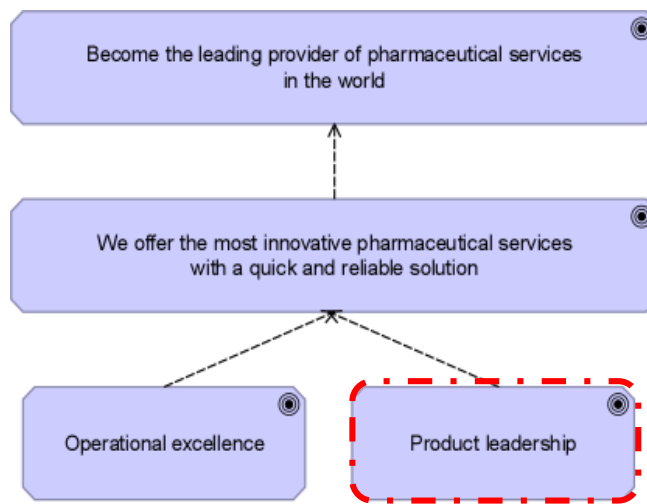 Become the leading provider of pharmaceutical services
in the world
We offer the most innovative pharmaceutical services
with a quick and reliable solution
Operational excellence
Product leadership